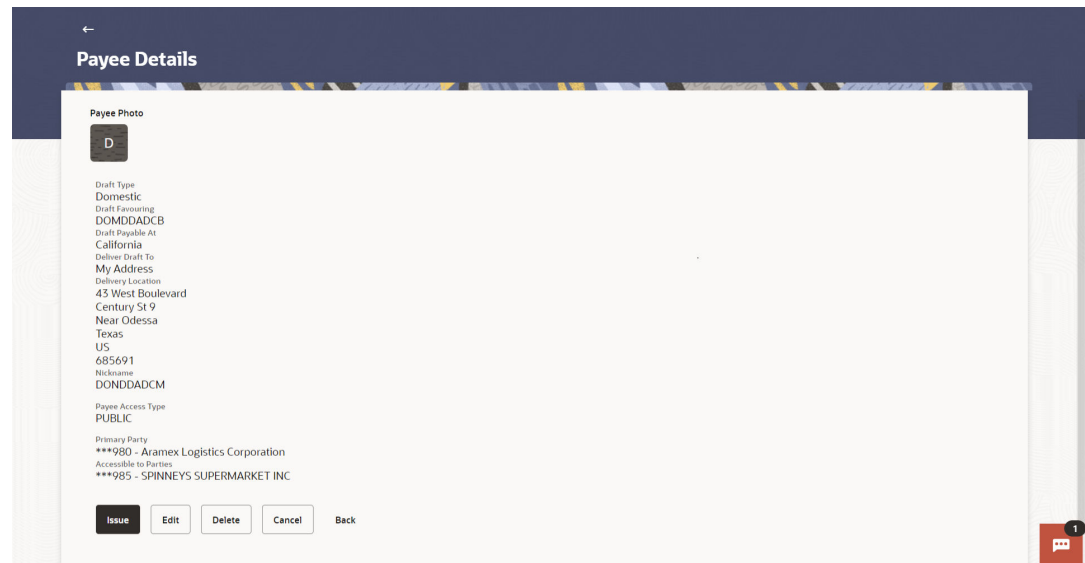 ←
Payee Details
Payee Photo
D
Draft Type
Domestic
Draft Favouring
DOMDDADCB
Draft Payable At
California
Deliver Draft To
My Address
Delivery Location
43 West Boulevard
Century St 9
Near Odessa
Texas
US
685691
Nickname
DONDDADCM
Payee Access Type
PUBLIC
Primary Party
***980 - Aramex Logistics Corporation
Accessible to Parties
***985 - SPINNEYS SUPERMARKET INC
Issue Edit Delete Cancel Back
1